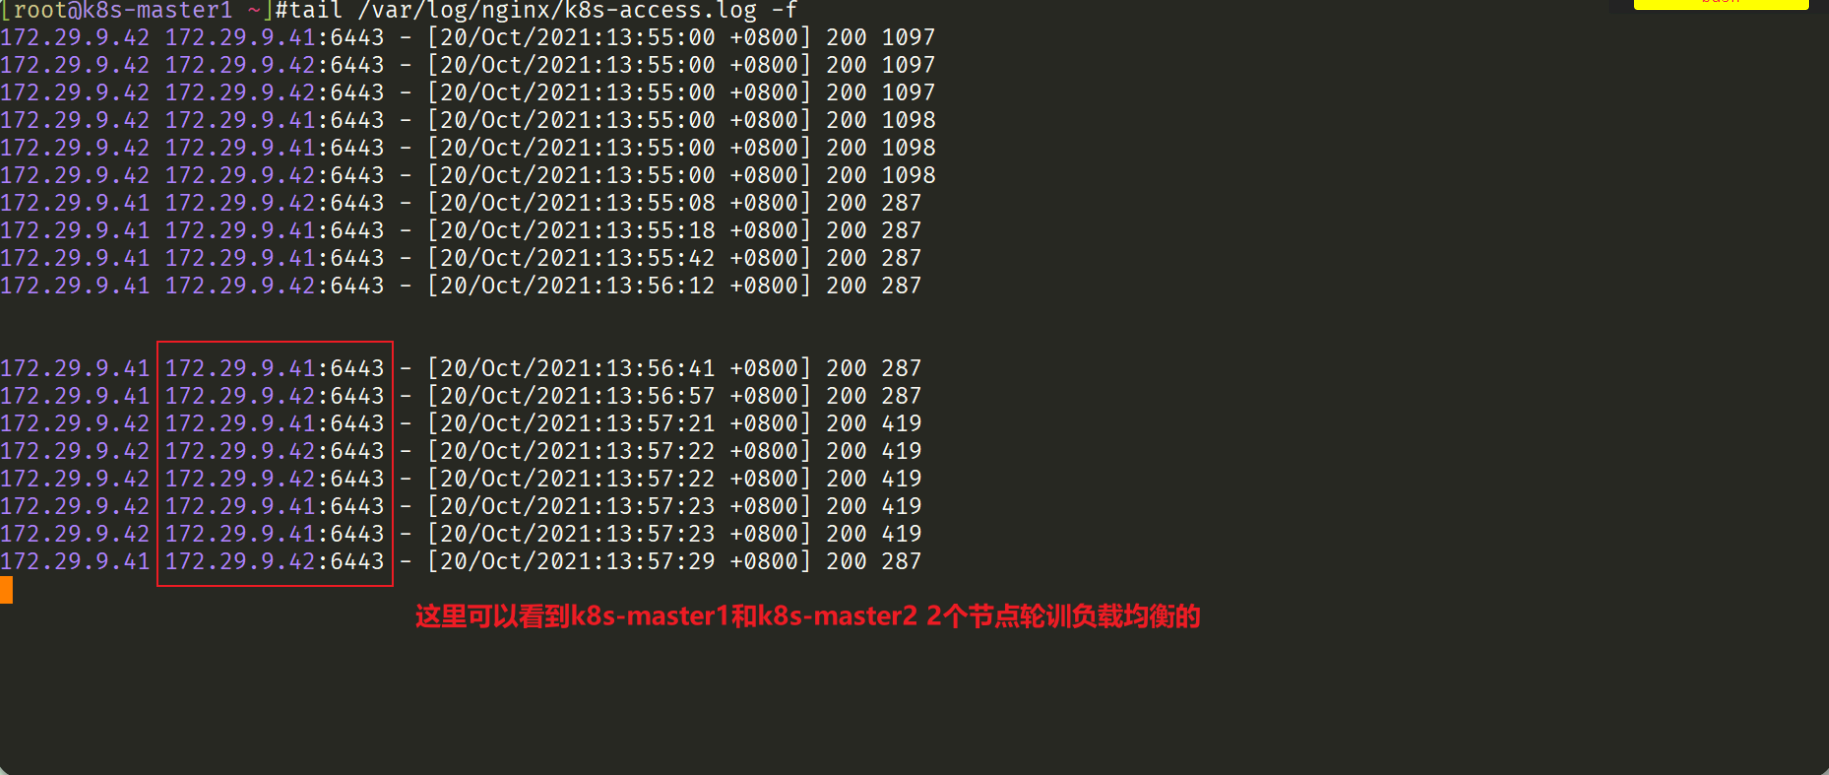 [root@k8s-master1 ~]#tail /var/log/nginx/k8s-access.log -f
172.29.9.42 172.29.9.41:6443 - [20/Oct/2021:13:55:00 +0800] 200 1097
172.29.9.42 172.29.9.42:6443 - [20/Oct/2021:13:55:00 +0800] 200 1097
172.29.9.42 172.29.9.42:6443 - [20/Oct/2021:13:55:00 +0800] 200 1097
172.29.9.42 172.29.9.41:6443 - [20/Oct/2021:13:55:00 +0800] 200 1098
172.29.9.42 172.29.9.41:6443 - [20/Oct/2021:13:55:00 +0800] 200 1098
172.29.9.42 172.29.9.42:6443 - [20/Oct/2021:13:55:00 +0800] 200 1098
172.29.9.41 172.29.9.42:6443 - [20/Oct/2021:13:55:08 +0800] 200 287
172.29.9.41 172.29.9.41:6443 - [20/Oct/2021:13:55:18 +0800] 200 287
172.29.9.41 172.29.9.41:6443 - [20/Oct/2021:13:55:42 +0800] 200 287
172.29.9.41 172.29.9.42:6443 - [20/Oct/2021:13:56:12 +0800] 200 287
172.29.9.41 172.29.9.41:6443 - [20/Oct/2021:13:56:41 +0800] 200 287
172.29.9.41 172.29.9.42:6443 - [20/Oct/2021:13:56:57 +0800] 200 287
172.29.9.42 172.29.9.41:6443 - [20/Oct/2021:13:57:21 +0800] 200 419
172.29.9.42 172.29.9.42:6443 - [20/Oct/2021:13:57:22 +0800] 200 419
172.29.9.42 172.29.9.42:6443 - [20/Oct/2021:13:57:22 +0800] 200 419
172.29.9.42 172.29.9.41:6443 - [20/Oct/2021:13:57:23 +0800] 200 419
172.29.9.42 172.29.9.41:6443 - [20/Oct/2021:13:57:23 +0800] 200 419
172.29.9.41 172.29.9.42:6443 - [20/Oct/2021:13:57:29 +0800] 200 287
这里可以看到k8s-master1和k8s-master2 2个节点轮训负载均衡的